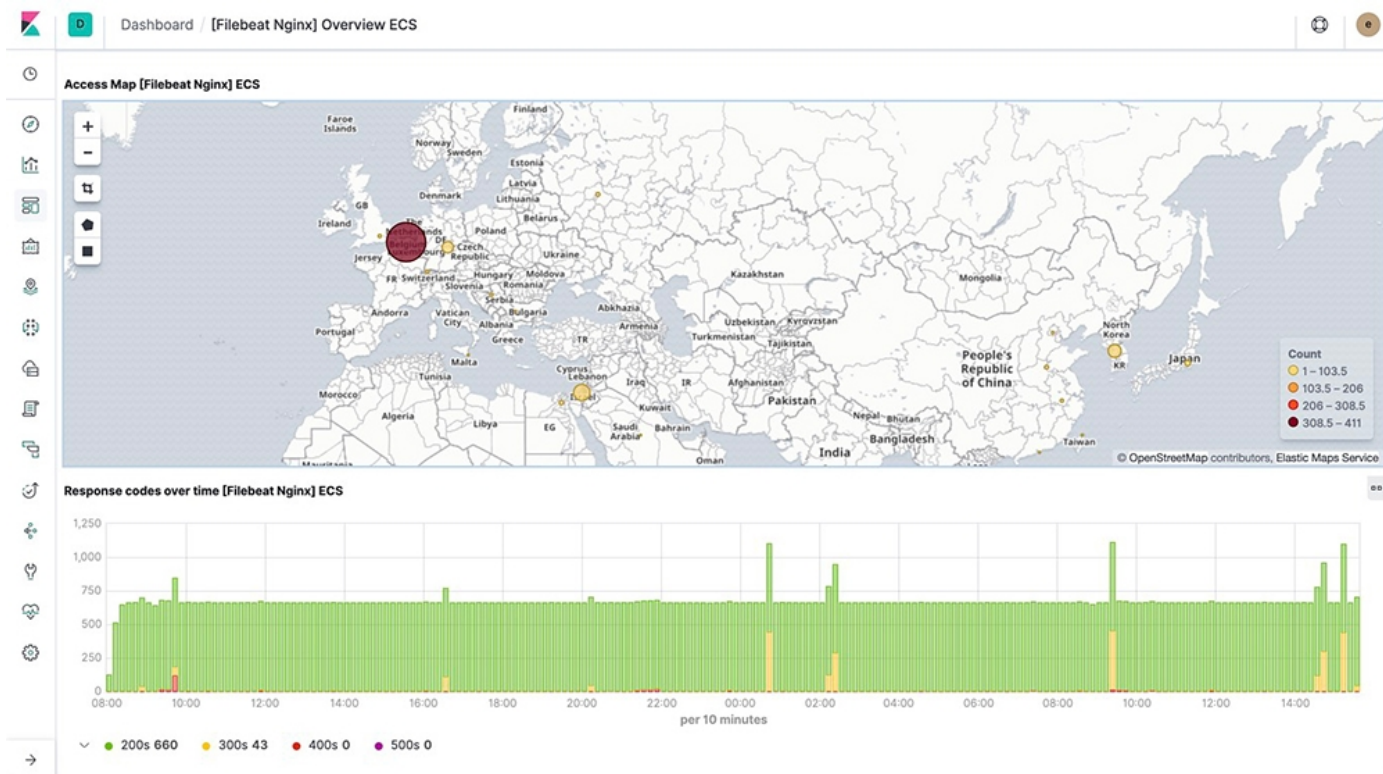 D
Dashboard / [Filebeat Nginx] Overview ECS
e
Access Map [Filebeat Nginx] ECS
+
−
Finland
Faroe
Islands
Norway
Sweden
Estonia
Latvia
Lithuania
Denmark
GB
Ireland
Belarus
The
Netherlands
Poland
DE
Belgium
Czech
Republic
Ukraine
Jersey
FR
Switzerland
Hungary
Moldova
Slovenia
Romania
Serbia
Kazakhstan
Mongolia
Andorra
Vatican
City
Bulgaria
Albania
Abkhazia
Portugal
Greece
Armenia
TR
Uzbekistan
Kyrgyzstan
Turkmenistan
Tajikistan
North
Korea
KR
Japan
Malta
Tunisia
Cyprus
Lebanon
Iraq
IR
Afghanistan
People's
Republic
of China
Morocco
Algeria
Libya
EG
Israel
Kuwait
Pakistan
Saudi
Arabia
Bahrain
Nepal
Bhutan
Bangladesh
Taiwan
Oman
India
Mauritania
Count
1 – 103.5
103.5 – 206
206 – 308.5
308.5 – 411
© OpenStreetMap contributors, Elastic Maps Service
Response codes over time [Filebeat Nginx] ECS
1,250
1,000
750
500
250
0
08:00 10:00 12:00 14:00 16:00 18:00 20:00 22:00 00:00 02:00 04:00 06:00 08:00 10:00 12:00 14:00
per 10 minutes
200s 660 300s 43 400s 0 500s 0